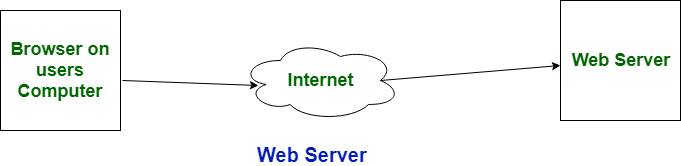 Browser on
users
Computer
Internet
Web Server
Web Server